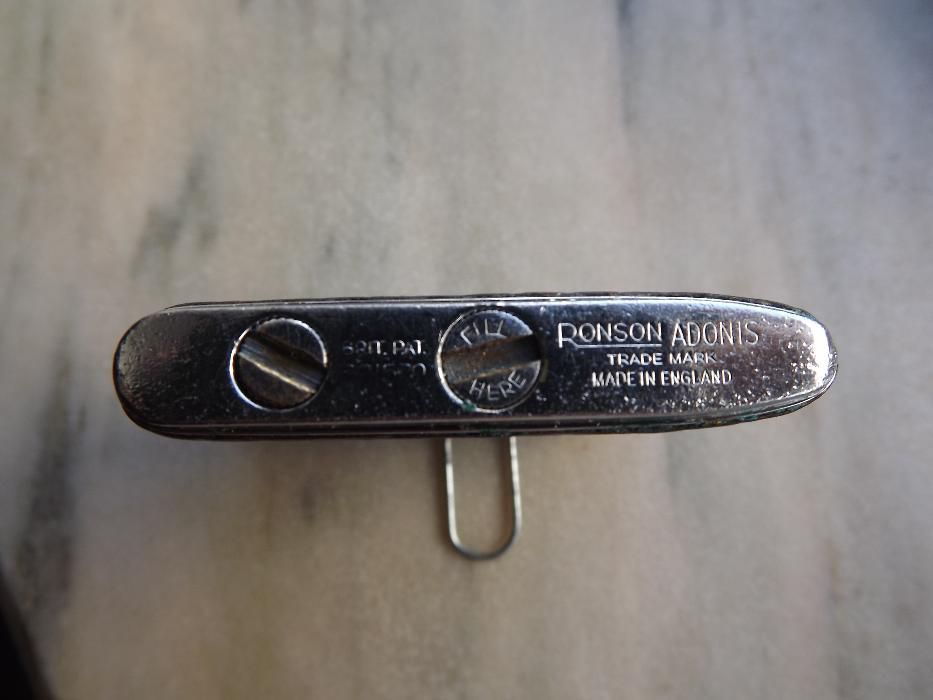 BRIT. PAT.
FILL
HERE
RONSON ADONIS
TRADE MARK
MADE IN ENGLAND